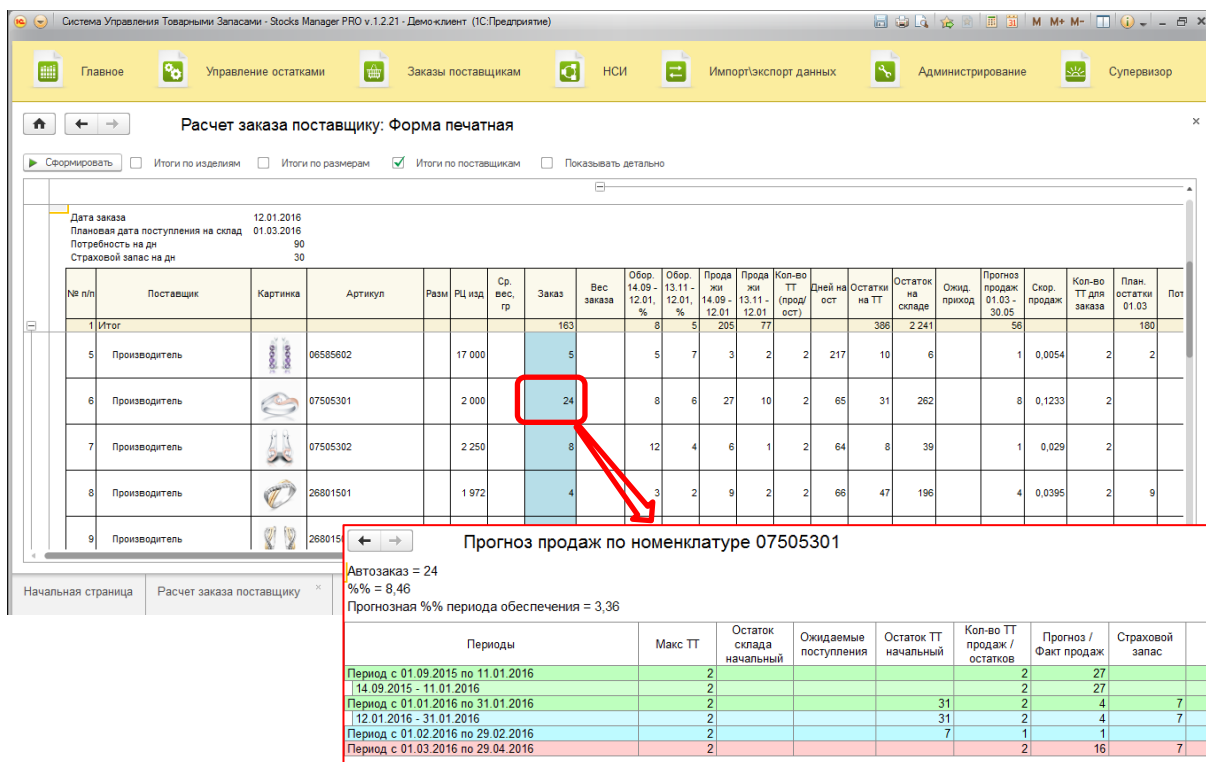 Система Управления Товарными Запасами - Stocks Manager PRO v.1.2.21 - Демо-клиент (1С:Предприятие)
M M+ M-
Главное Управление остатками Заказы поставщикам НСИ Импорт\экспорт данных Администрирование Супервизор
Расчет заказа поставщику: Форма печатная
Сформировать Итоги по изделиям Итоги по размерам Итоги по поставщикам Показывать детально
Дата заказа 12.01.2016
Плановая дата поступления на склад 01.03.2016
Потребность на дн 90
Страховой запас на дн 30
№ п/п Поставщик Картинка Артикул Разм РЦ изд Ср. вес, гр Заказ Вес заказа Обор. 14.09 - 12.01, % Обор. 13.11 - 12.01, % Прода жи 14.09 - 12.01 Прода жи 13.11 - 12.01 Кол-во ТТ (прод/ ост) Дней на ост Остатки на ТТ Остаток на складе Ожид. приход Прогноз продаж 01.03 - 30.05 Скор. продаж Кол-во ТТ для заказа План. остатки 01.03 Пот
1 Итог 163 8 5 205 77 386 2 241 56 180
5 Производитель 06585602 17 000 5 5 7 3 2 2 217 10 6 1 0,0054 2 2
6 Производитель 07505301 2 000 24 8 6 27 10 2 65 31 262 8 0,1233 2
7 Производитель 07505302 2 250 8 12 4 6 1 2 64 8 39 1 0,029 2
8 Производитель 26801501 1 972 4 3 2 9 2 2 66 47 196 4 0,0395 2 9
9 Производитель 268015
Начальная страница Расчет заказа поставщику
Прогноз продаж по номенклатуре 07505301
Автозаказ = 24
%% = 8,46
Прогнозная %% периода обеспечения = 3,36
Периоды Макс ТТ Остаток склада начальный Ожидаемые поступления Остаток ТТ начальный Кол-во ТТ продаж / остатков Прогноз / Факт продаж Страховой запас
Период с 01.09.2015 по 11.01.2016 2 2 27
14.09.2015 - 11.01.2016 2 2 27
Период с 01.01.2016 по 31.01.2016 2 31 2 4 7
12.01.2016 - 31.01.2016 2 31 2 4 7
Период с 01.02.2016 по 29.02.2016 2 7 1 1
Период с 01.03.2016 по 29.04.2016 2 2 16 7